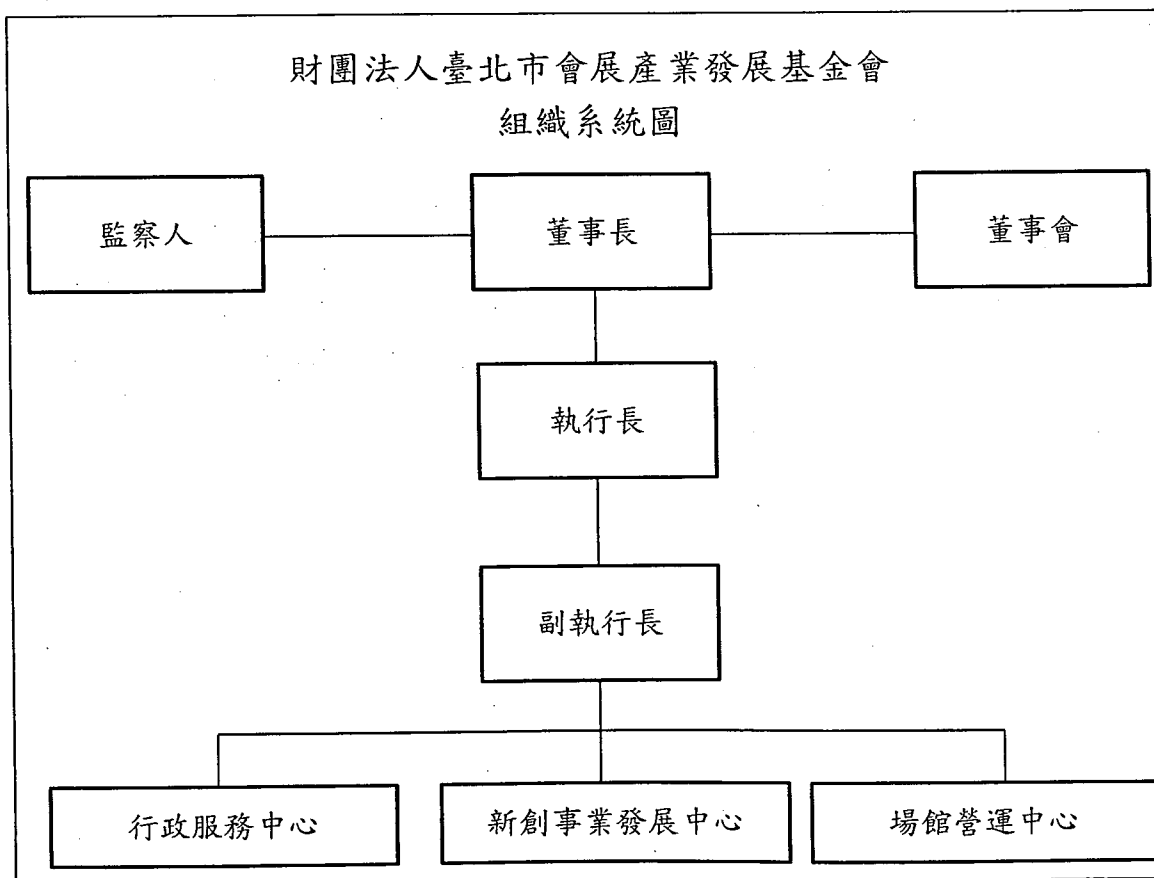 財團法人臺北市會展產業發展基金會
組織系統圖
監察人
董事長
董事會
執行長
副執行長
行政服務中心
新創事業發展中心
場館營運中心